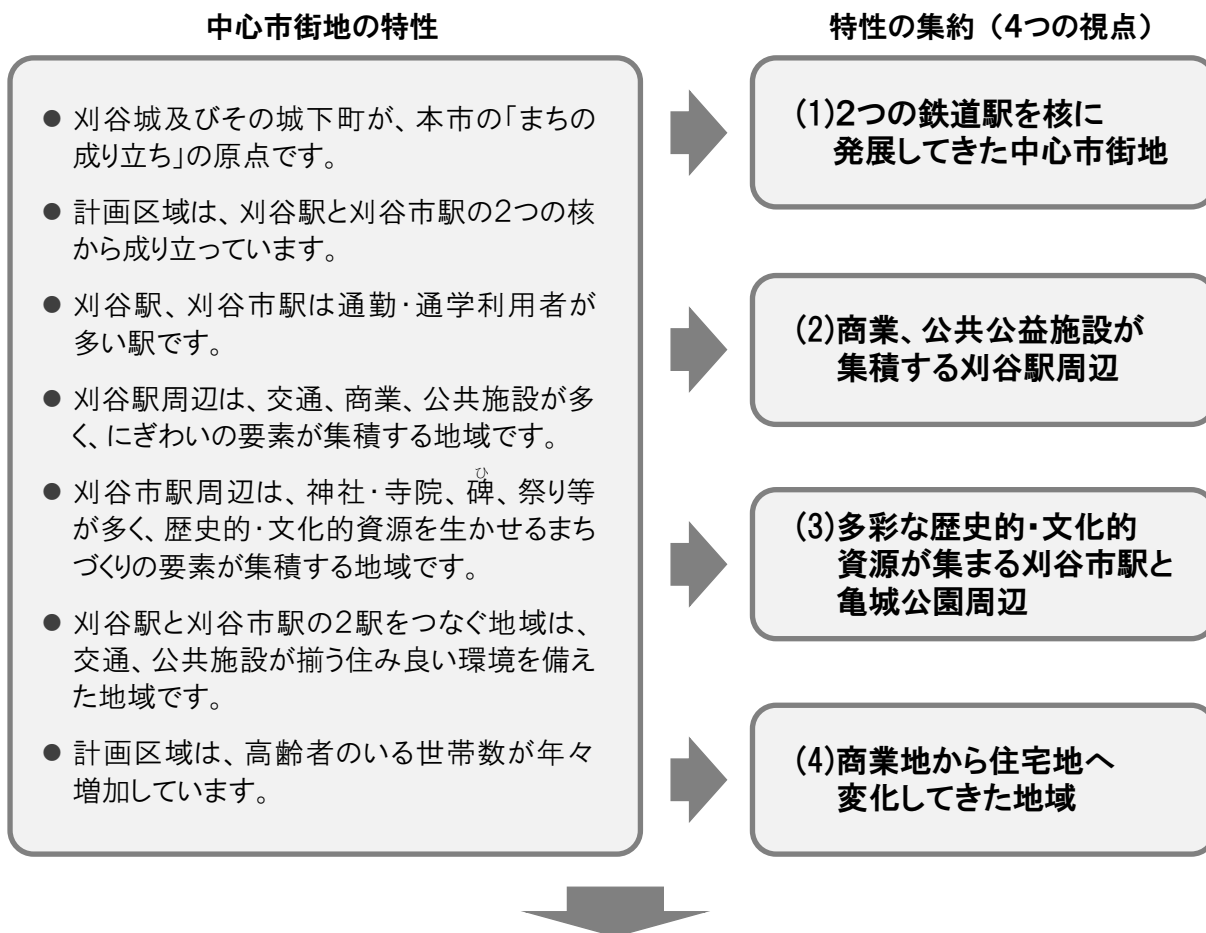 中心市街地の特性
● 刈谷城及びその城下町が、本市の「まちの
成り立ち」の原点です。
● 計画区域は、刈谷駅と刈谷市駅の2つの核
から成り立っています。
● 刈谷駅、刈谷市駅は通勤・通学利用者が
多い駅です。
● 刈谷駅周辺は、交通、商業、公共施設が多
く、にぎわいの要素が集積する地域です。
ひ
● 刈谷市駅周辺は、神社・寺院、碑、祭り等
が多く、歴史的・文化的資源を生かせるまち
づくりの要素が集積する地域です。
● 刈谷駅と刈谷市駅の2駅をつなぐ地域は、
交通、公共施設が揃う住み良い環境を備え
た地域です。
● 計画区域は、高齢者のいる世帯数が年々
増加しています。
特性の集約（4つの視点）
(1)2つの鉄道駅を核に
発展してきた中心市街地
(2)商業、公共公益施設が
集積する刈谷駅周辺
(3)多彩な歴史的・文化的
資源が集まる刈谷市駅と
亀城公園周辺
(4)商業地から住宅地へ
変化してきた地域